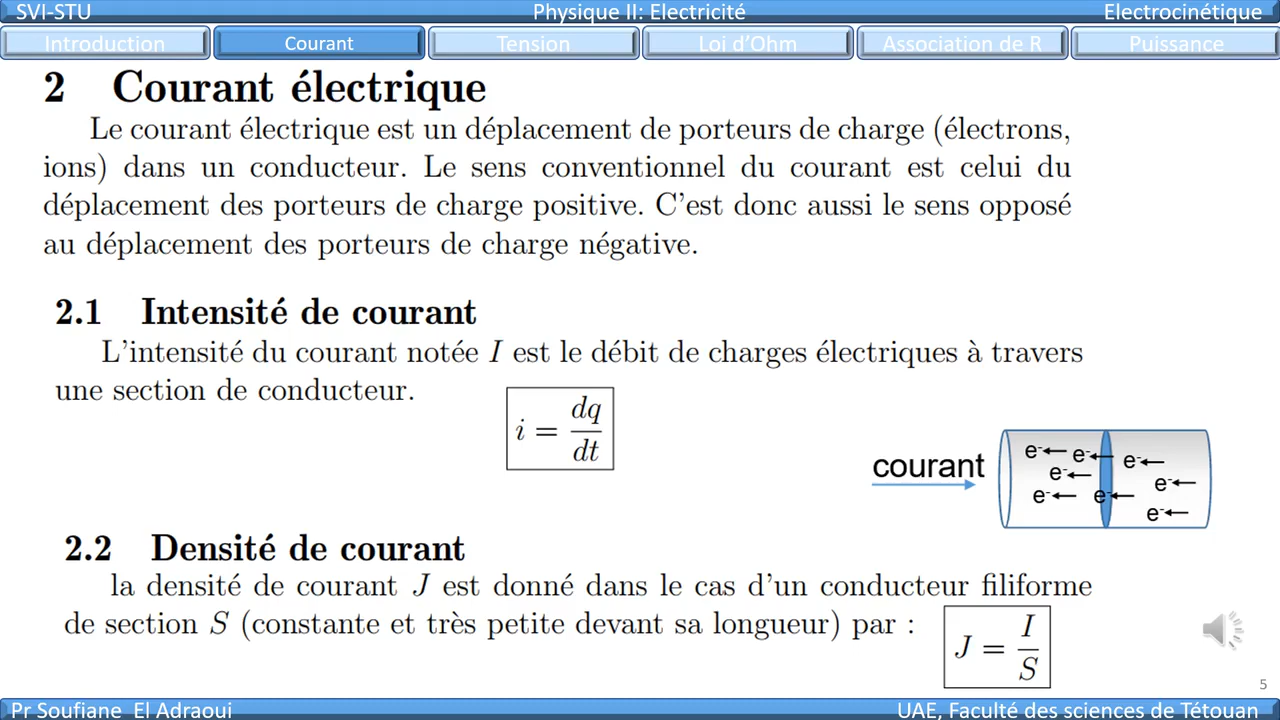 SVI-STU Physique II: Electricité Electrocinétique
Introduction Courant Tension Loi d'Ohm Association de R Puissance
2 Courant électrique
Le courant électrique est un déplacement de porteurs de charge (électrons,
ions) dans un conducteur. Le sens conventionnel du courant est celui du
déplacement des porteurs de charge positive. C'est donc aussi le sens opposé
au déplacement des porteurs de charge négative.
2.1 Intensité de courant
L'intensité du courant notée I est le débit de charges électriques à travers
une section de conducteur.
i = dq/dt
courant
e- e- e-
e- e-
e- e-
e-
2.2 Densité de courant
la densité de courant J est donné dans le cas d'un conducteur filiforme
de section S (constante et très petite devant sa longueur) par :
J = I/S
5
Pr Soufiane El Adraoui UAE, Faculté des sciences de Tétouan